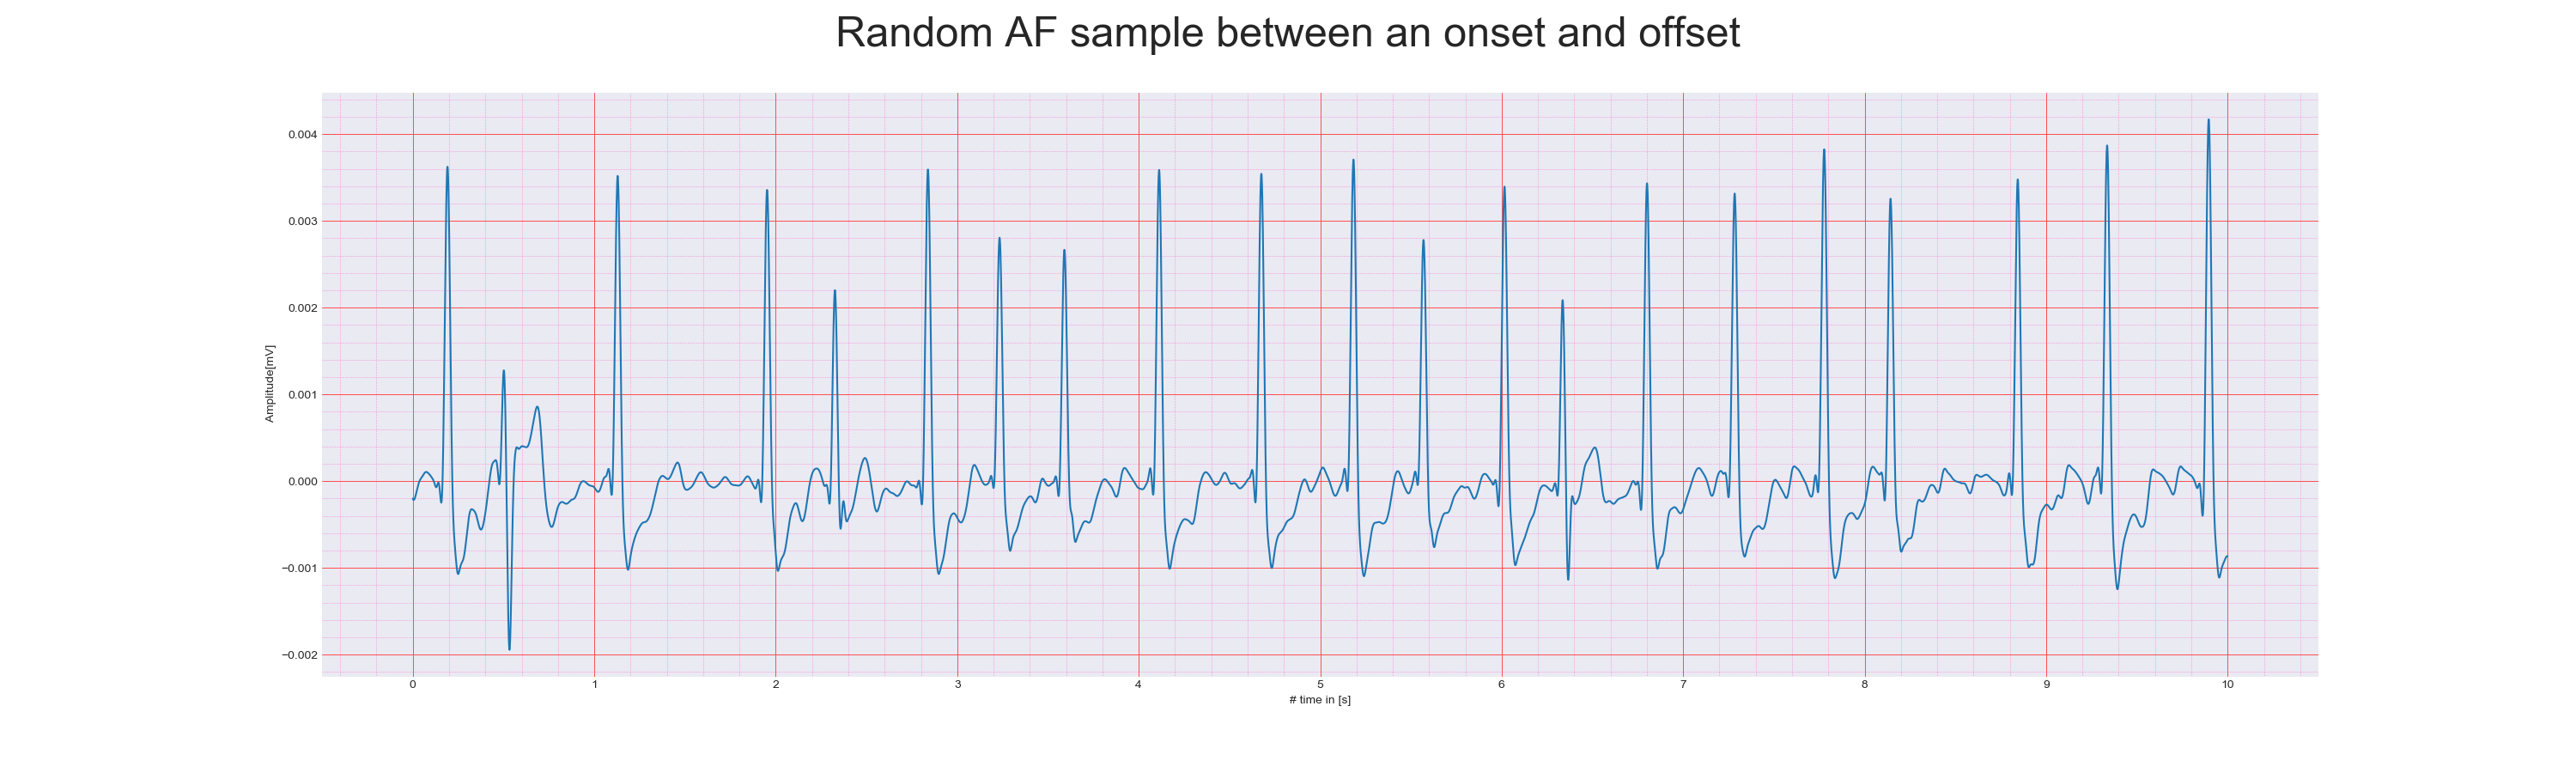 Random AF sample between an onset and offset
0.004
0.003
0.002
0.001
0.000
−0.001
−0.002
Amplitude[mV]
0 1 2 3 4 5 6 7 8 9 10
# time in [s]